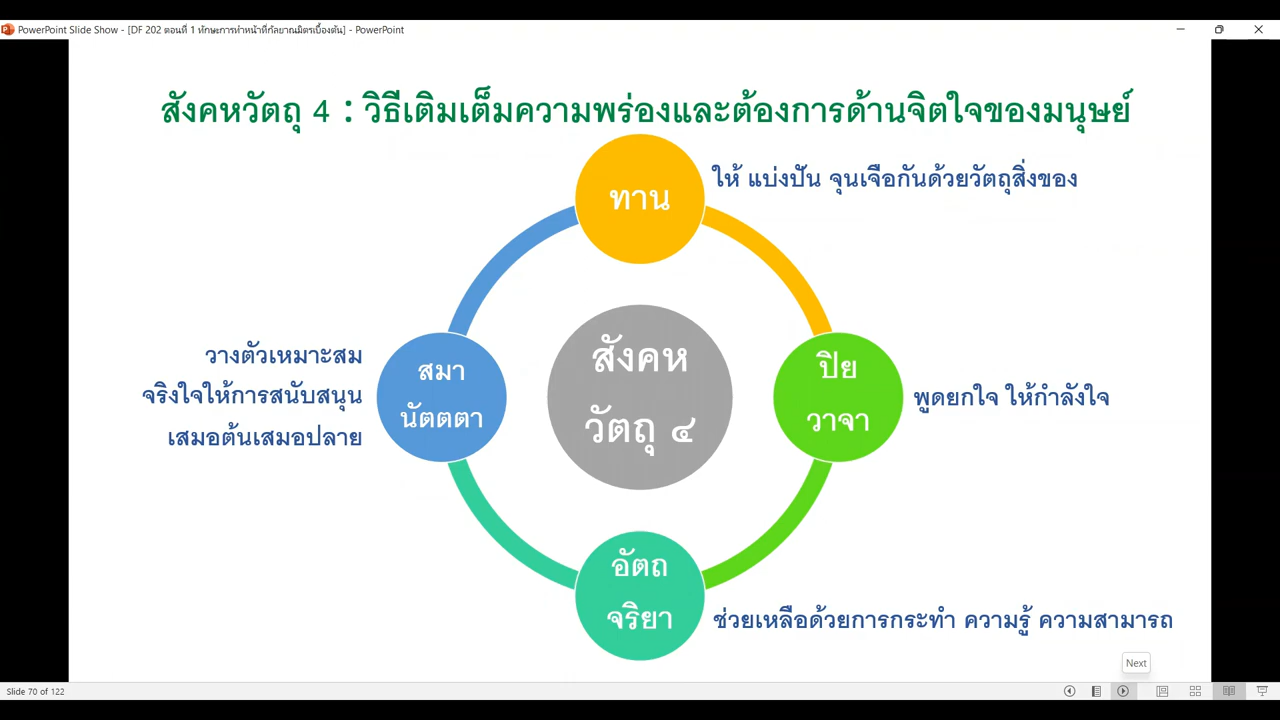 PowerPoint Slide Show - [DF 202 ตอนที่ 1 ทักษะการทำหน้าที่กัลยาณมิตรเบื้องต้น] - PowerPoint
สังคหวัตถุ 4 : วิธีเติมเต็มความพร่องและต้องการด้านจิตใจของมนุษย์
ทาน
ให้ แบ่งปัน จุนเจือกันด้วยวัตถุสิ่งของ
ปิย
วาจา
พูดยกใจ ให้กำลังใจ
สังคห
วัตถุ ๔
วางตัวเหมาะสม
จริงใจให้การสนับสนุน
เสมอต้นเสมอปลาย
สมา
นัตตตา
อัตถ
จริยา
ช่วยเหลือด้วยการกระทำ ความรู้ ความสามารถ
Next
Slide 70 of 122